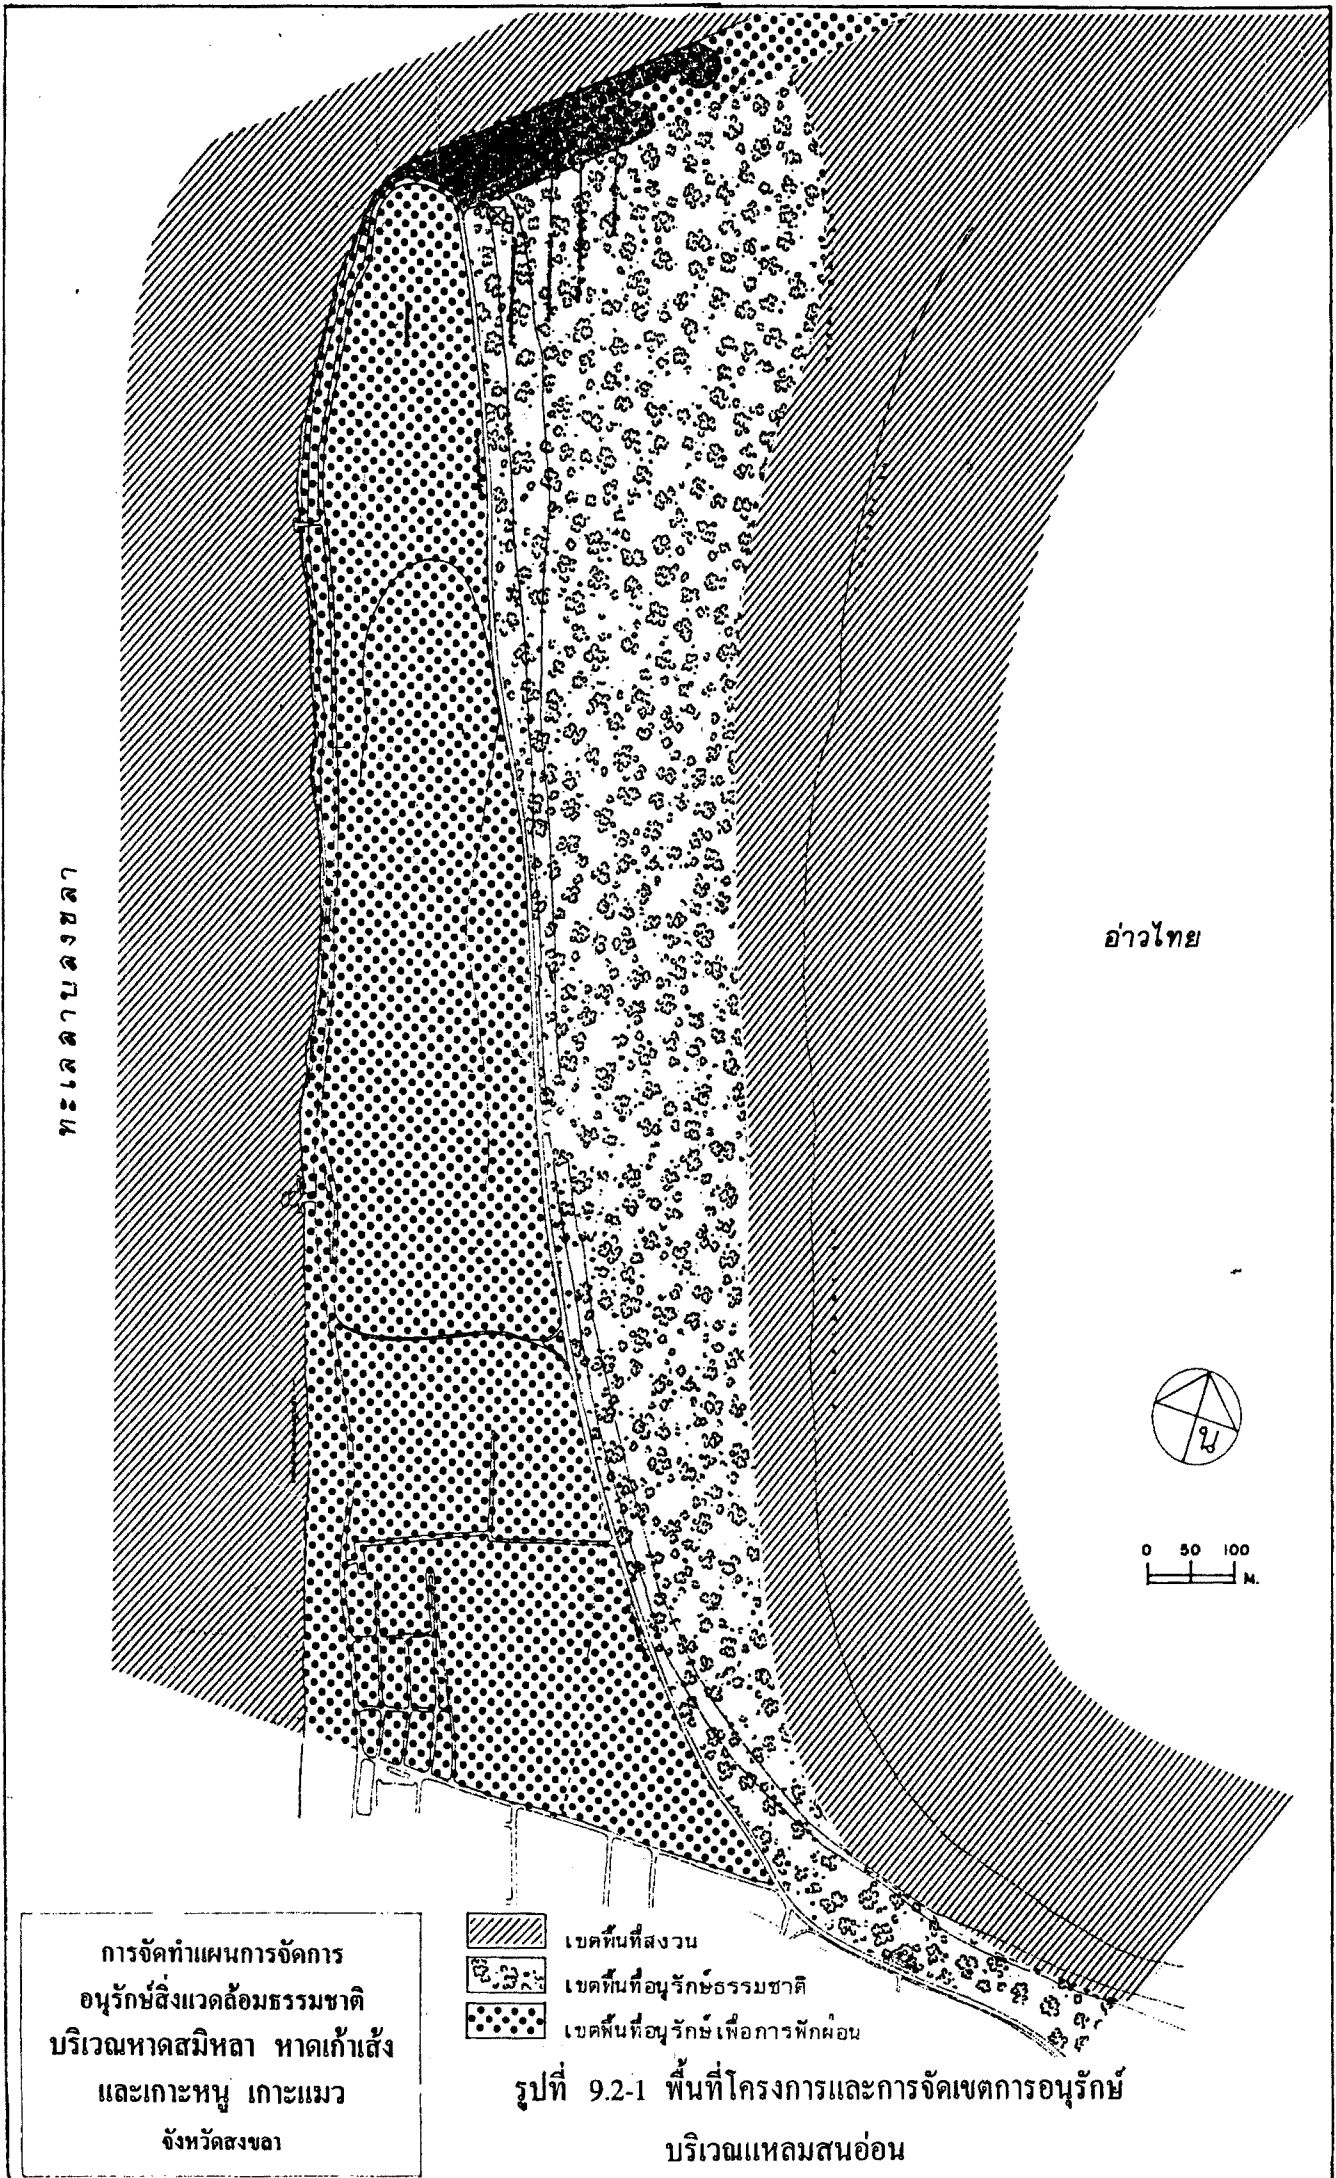 ทะเลสาบสงขลา
อ่าวไทย
น
0 50 100
M.
การจัดทำแผนการจัดการ
อนุรักษ์สิ่งแวดล้อมธรรมชาติ
บริเวณหาดสมิหลา หาดเก้าเส้ง
และเกาะหนู เกาะแมว
จังหวัดสงขลา
เขตพื้นที่สงวน
เขตพื้นที่อนุรักษ์ธรรมชาติ
เขตพื้นที่อนุรักษ์เพื่อการพักผ่อน
รูปที่ 9.2-1 พื้นที่โครงการและการจัดเขตการอนุรักษ์
บริเวณแหลมสนอ่อน